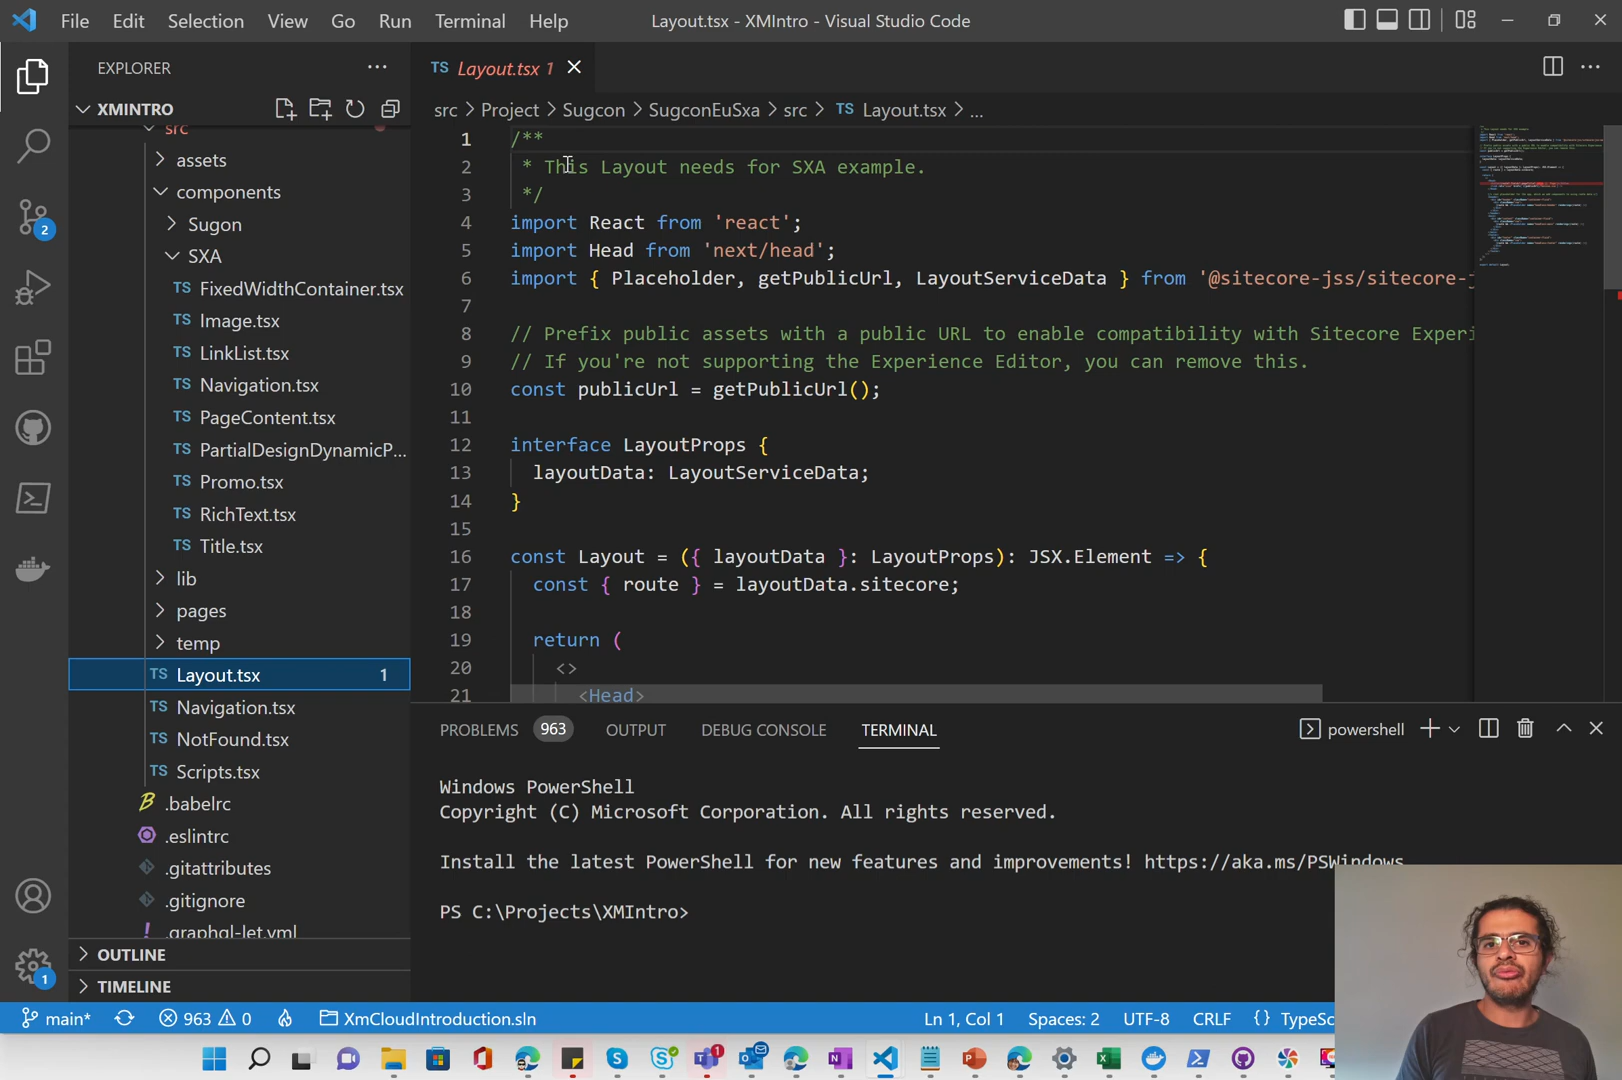 File Edit Selection View Go Run Terminal Help
Layout.tsx - XMIntro - Visual Studio Code
EXPLORER
XMINTRO
src
assets
components
Sugon
SXA
TS FixedWidthContainer.tsx
TS Image.tsx
TS LinkList.tsx
TS Navigation.tsx
TS PageContent.tsx
TS PartialDesignDynamicP...
TS Promo.tsx
TS RichText.tsx
TS Title.tsx
lib
pages
temp
TS Layout.tsx 1
TS Navigation.tsx
TS NotFound.tsx
TS Scripts.tsx
.babelrc
.eslintrc
.gitattributes
.gitignore
.graphql-let.yml
OUTLINE
TIMELINE
2
1
TS Layout.tsx 1
src > Project > Sugcon > SugconEuSxa > src > TS Layout.tsx > ...
1 /**
2 * This Layout needs for SXA example.
3 */
4 import React from 'react';
5 import Head from 'next/head';
6 import { Placeholder, getPublicUrl, LayoutServiceData } from '@sitecore-jss/sitecore-j
7
8 // Prefix public assets with a public URL to enable compatibility with Sitecore Experi
9 // If you're not supporting the Experience Editor, you can remove this.
10 const publicUrl = getPublicUrl();
11
12 interface LayoutProps {
13 layoutData: LayoutServiceData;
14 }
15
16 const Layout = ({ layoutData }: LayoutProps): JSX.Element => {
17 const { route } = layoutData.sitecore;
18
19 return (
20 <>
21 <Head>
PROBLEMS 963 OUTPUT DEBUG CONSOLE TERMINAL
powershell
Windows PowerShell
Copyright (C) Microsoft Corporation. All rights reserved.
Install the latest PowerShell for new features and improvements! https://aka.ms/PSWindows
PS C:\Projects\XMIntro>
main* 963 0 XmCloudIntroduction.sln
Ln 1, Col 1 Spaces: 2 UTF-8 CRLF {} TypeSc